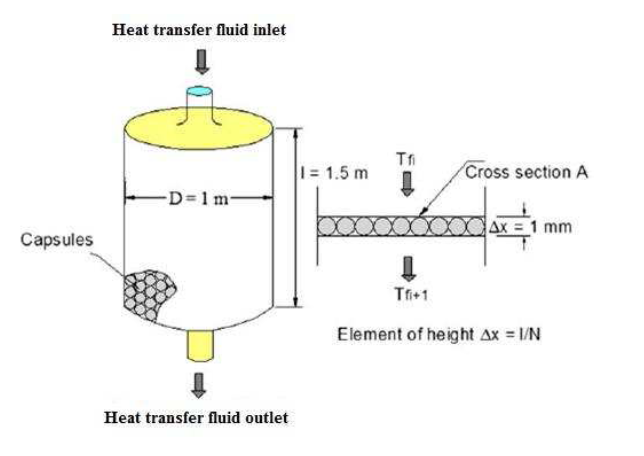 Heat transfer fluid inlet
l = 1.5 m
D = 1 m
Capsules
Tfi
Cross section A
Δx = 1 mm
Tfi+1
Element of height Δx = l/N
Heat transfer fluid outlet